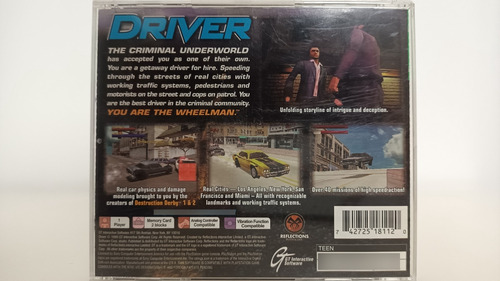 DRIVER
THE CRIMINAL UNDERWORLD
has accepted you as one of their own.
You are a getaway driver for hire. Speeding
through the streets of real cities with
working traffic systems, pedestrians and
motorists on the street and cops on patrol. You
are the best driver in the criminal community.
YOU ARE THE WHEELMAN.™
Unfolding storyline of intrigue and deception.
Real car physics and damage
modeling brought to you by the
creators of Destruction Derby® 1 & 2
Real Cities — Los Angeles, New York, San
Francisco and Miami — All with recognisable
landmarks and working traffic systems.
Over 40 missions of high speed action!
1
Player
Memory Card
2 blocks
Analog Control
Compatible
Vibration Function
Compatible
REFLECTIONS
GT Interactive
Software
7 42725 18112 0
TEEN